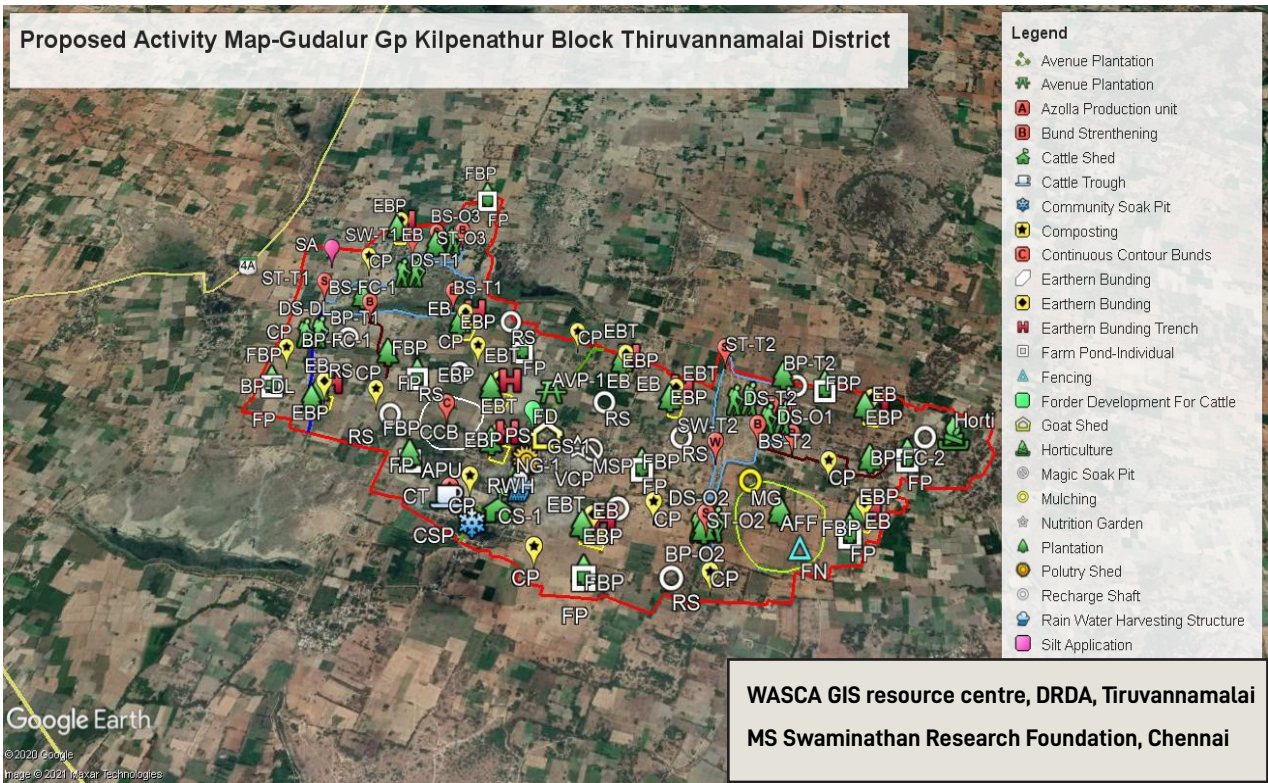 Proposed Activity Map-Gudalur Gp Kilpenathur Block Thiruvannamalai District
Legend
Avenue Plantation
Avenue Plantation
Azolla Production unit
Bund Strenthening
Cattle Shed
Cattle Trough
Community Soak Pit
Composting
Continuous Contour Bunds
Earthern Bunding
Earthern Bunding
Earthern Bunding Trench
Farm Pond-Individual
Fencing
Forder Development For Cattle
Goat Shed
Horticulture
Magic Soak Pit
Mulching
Nutrition Garden
Plantation
Polutry Shed
Recharge Shaft
Rain Water Harvesting Structure
Silt Application
FBP
FP
EBP
BS-O3
SW-T1
EB
ST-O3
SA
CP
DS-T1
4A
ST-T1
BS-FC-1
BS-T1
DS-DL
BP-T1
EB
EBP
CP
BP-FC-1
CP
RS
CP
EBT
ST-T2
FBP
FBP
EBT
FP
EBP
BP-T2
EB
RS
CP
FP
EBP
AVP-1
EB
EB
EBT
FBP
EB
BP-DL
RS
EBP
DS-T2
EBP
EBP
EBT
FD
RS
DS-O1
Horti
FP
FBP
CCB
PS
SW-T2
BS-T2
RS
EBP
GS-1
RS
FP
APU
NG-1
MSP
FBP
BP-FC-2
VCP
FP
CP
FP
CT
RWH
DS-O2
MG
CP
EBT
EB
CP
EBP
CSP
CS-1
ST-O2
AFF
FBP
EB
EBP
BP-O2
FP
CP
FBP
CP
FN
RS
FP
Google Earth
©2020 Google
Image © 2021 Maxar Technologies
WASCA GIS resource centre, DRDA, Tiruvannamalai
MS Swaminathan Research Foundation, Chennai